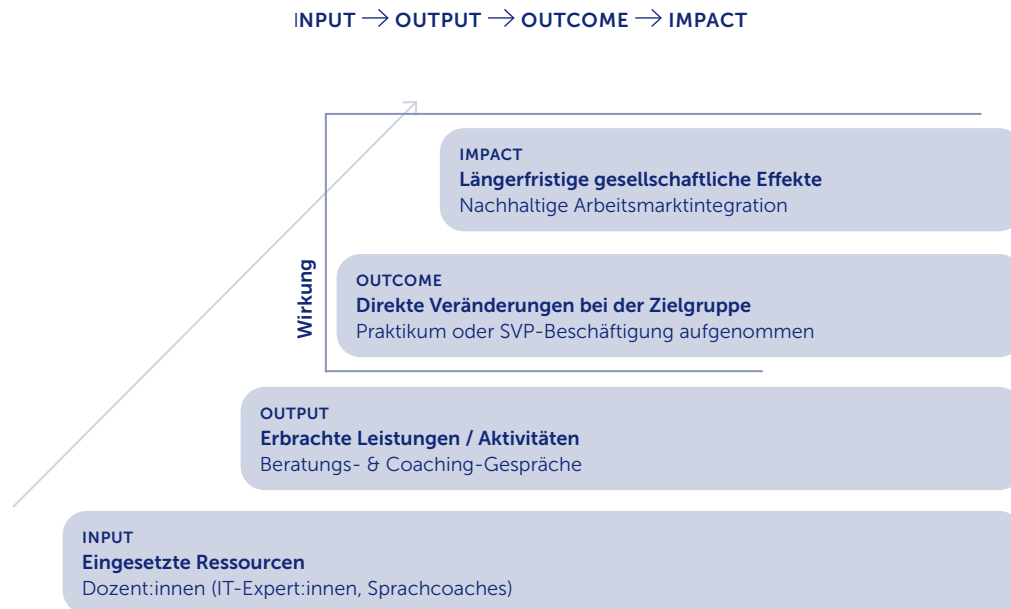 INPUT → OUTPUT → OUTCOME → IMPACT
IMPACT
Längerfristige gesellschaftliche Effekte
Nachhaltige Arbeitsmarktintegration
Wirkung
OUTCOME
Direkte Veränderungen bei der Zielgruppe
Praktikum oder SVP-Beschäftigung aufgenommen
OUTPUT
Erbrachte Leistungen / Aktivitäten
Beratungs- & Coaching-Gespräche
INPUT
Eingesetzte Ressourcen
Dozent:innen (IT-Expert:innen, Sprachcoaches)